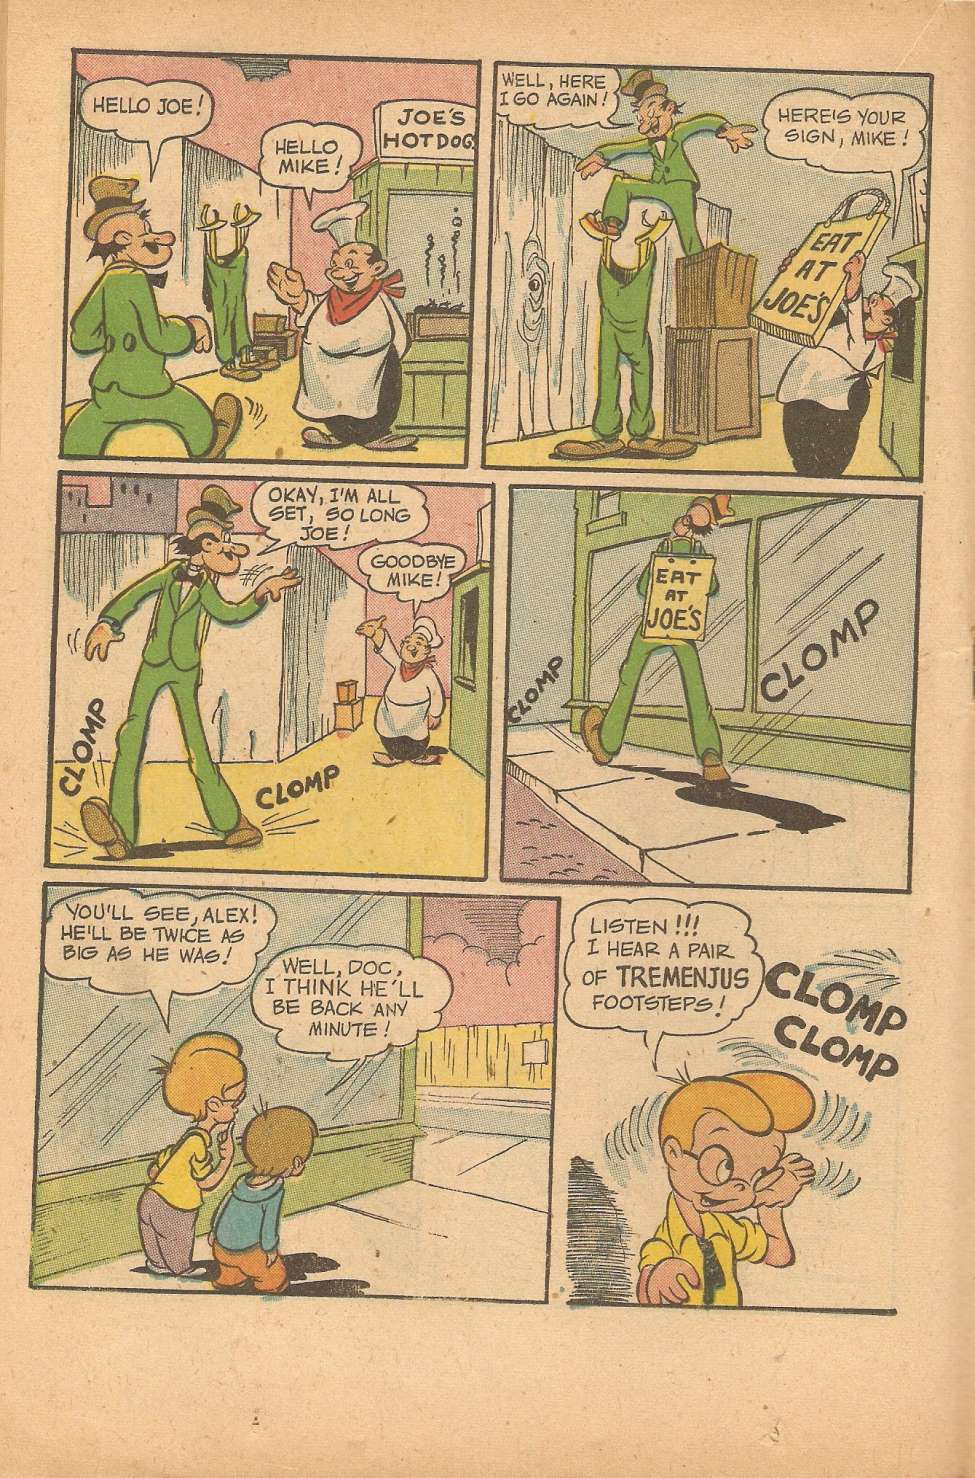 HELLO JOE!
HELLO
MIKE!
JOE'S
HOT DOG
WELL, HERE
I GO AGAIN!
HERE'S YOUR
SIGN, MIKE!
EAT
AT
JOE'S
OKAY, I'M ALL
SET, SO LONG
JOE!
GOODBYE
MIKE!
CLOMP
CLOMP
EAT
AT
JOE'S
CLOMP
CLOMP
YOU'LL SEE, ALEX!
HE'LL BE TWICE AS
BIG AS HE WAS!
WELL, DOC,
I THINK HE'LL
BE BACK ANY
MINUTE!
LISTEN!!!
I HEAR A PAIR
OF TREMENJUS
FOOTSTEPS!
CLOMP
CLOMP